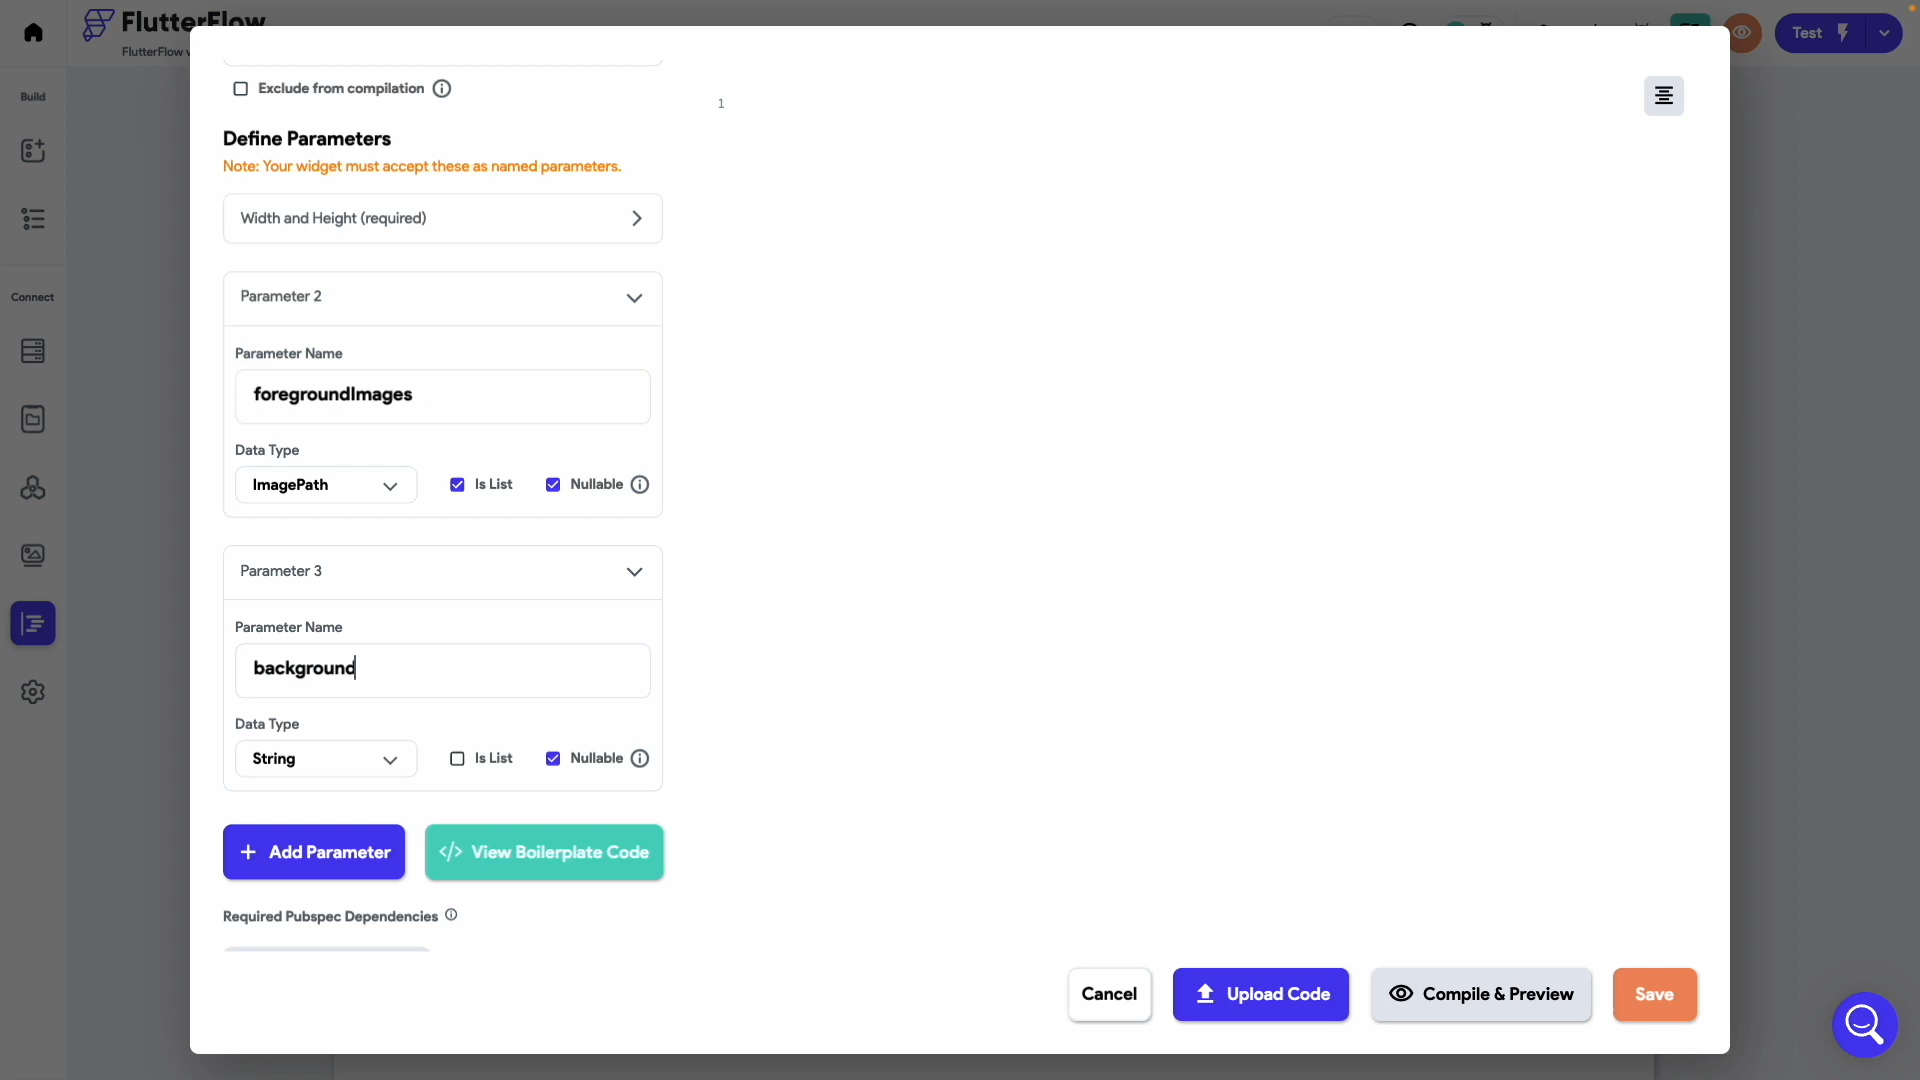 FlutterFlow
FlutterFlow
Test
Build
Exclude from compilation
1
Define Parameters
Note: Your widget must accept these as named parameters.
Width and Height (required)
Connect
Parameter 2
Parameter Name
foregroundImages
Data Type
ImagePath
Is List
Nullable
Parameter 3
Parameter Name
background
Data Type
String
Is List
Nullable
+ Add Parameter
</> View Boilerplate Code
Required Pubspec Dependencies
Cancel
Upload Code
Compile & Preview
Save